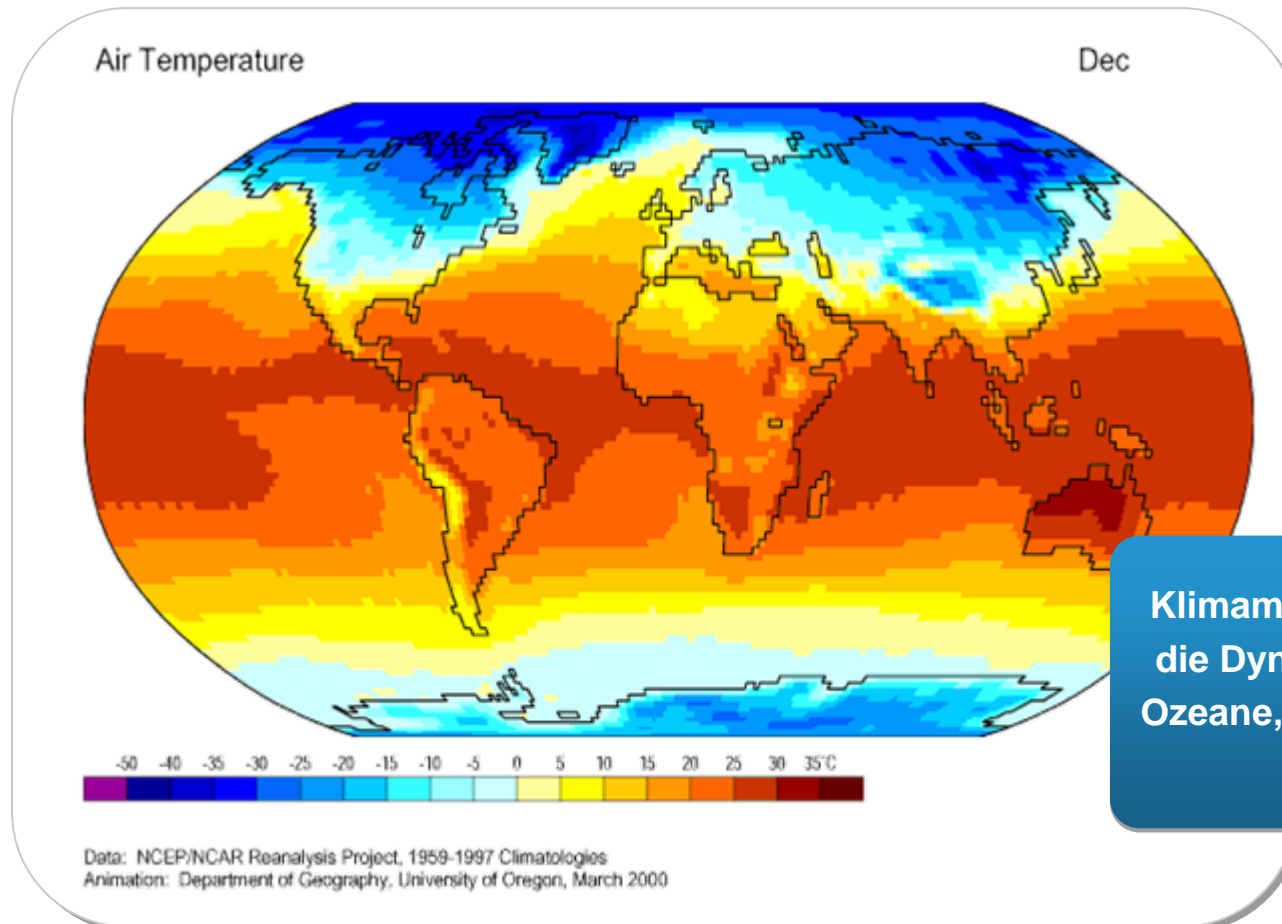 Air Temperature Dec
-50 -40 -35 -30 -25 -20 -15 -10 -5 0 5 10 15 20 25 30 35°C
Data: NCEP/NCAR Reanalysis Project, 1959-1997 Climatologies
Animation: Department of Geography, University of Oregon, March 2000
die
Ozeane,